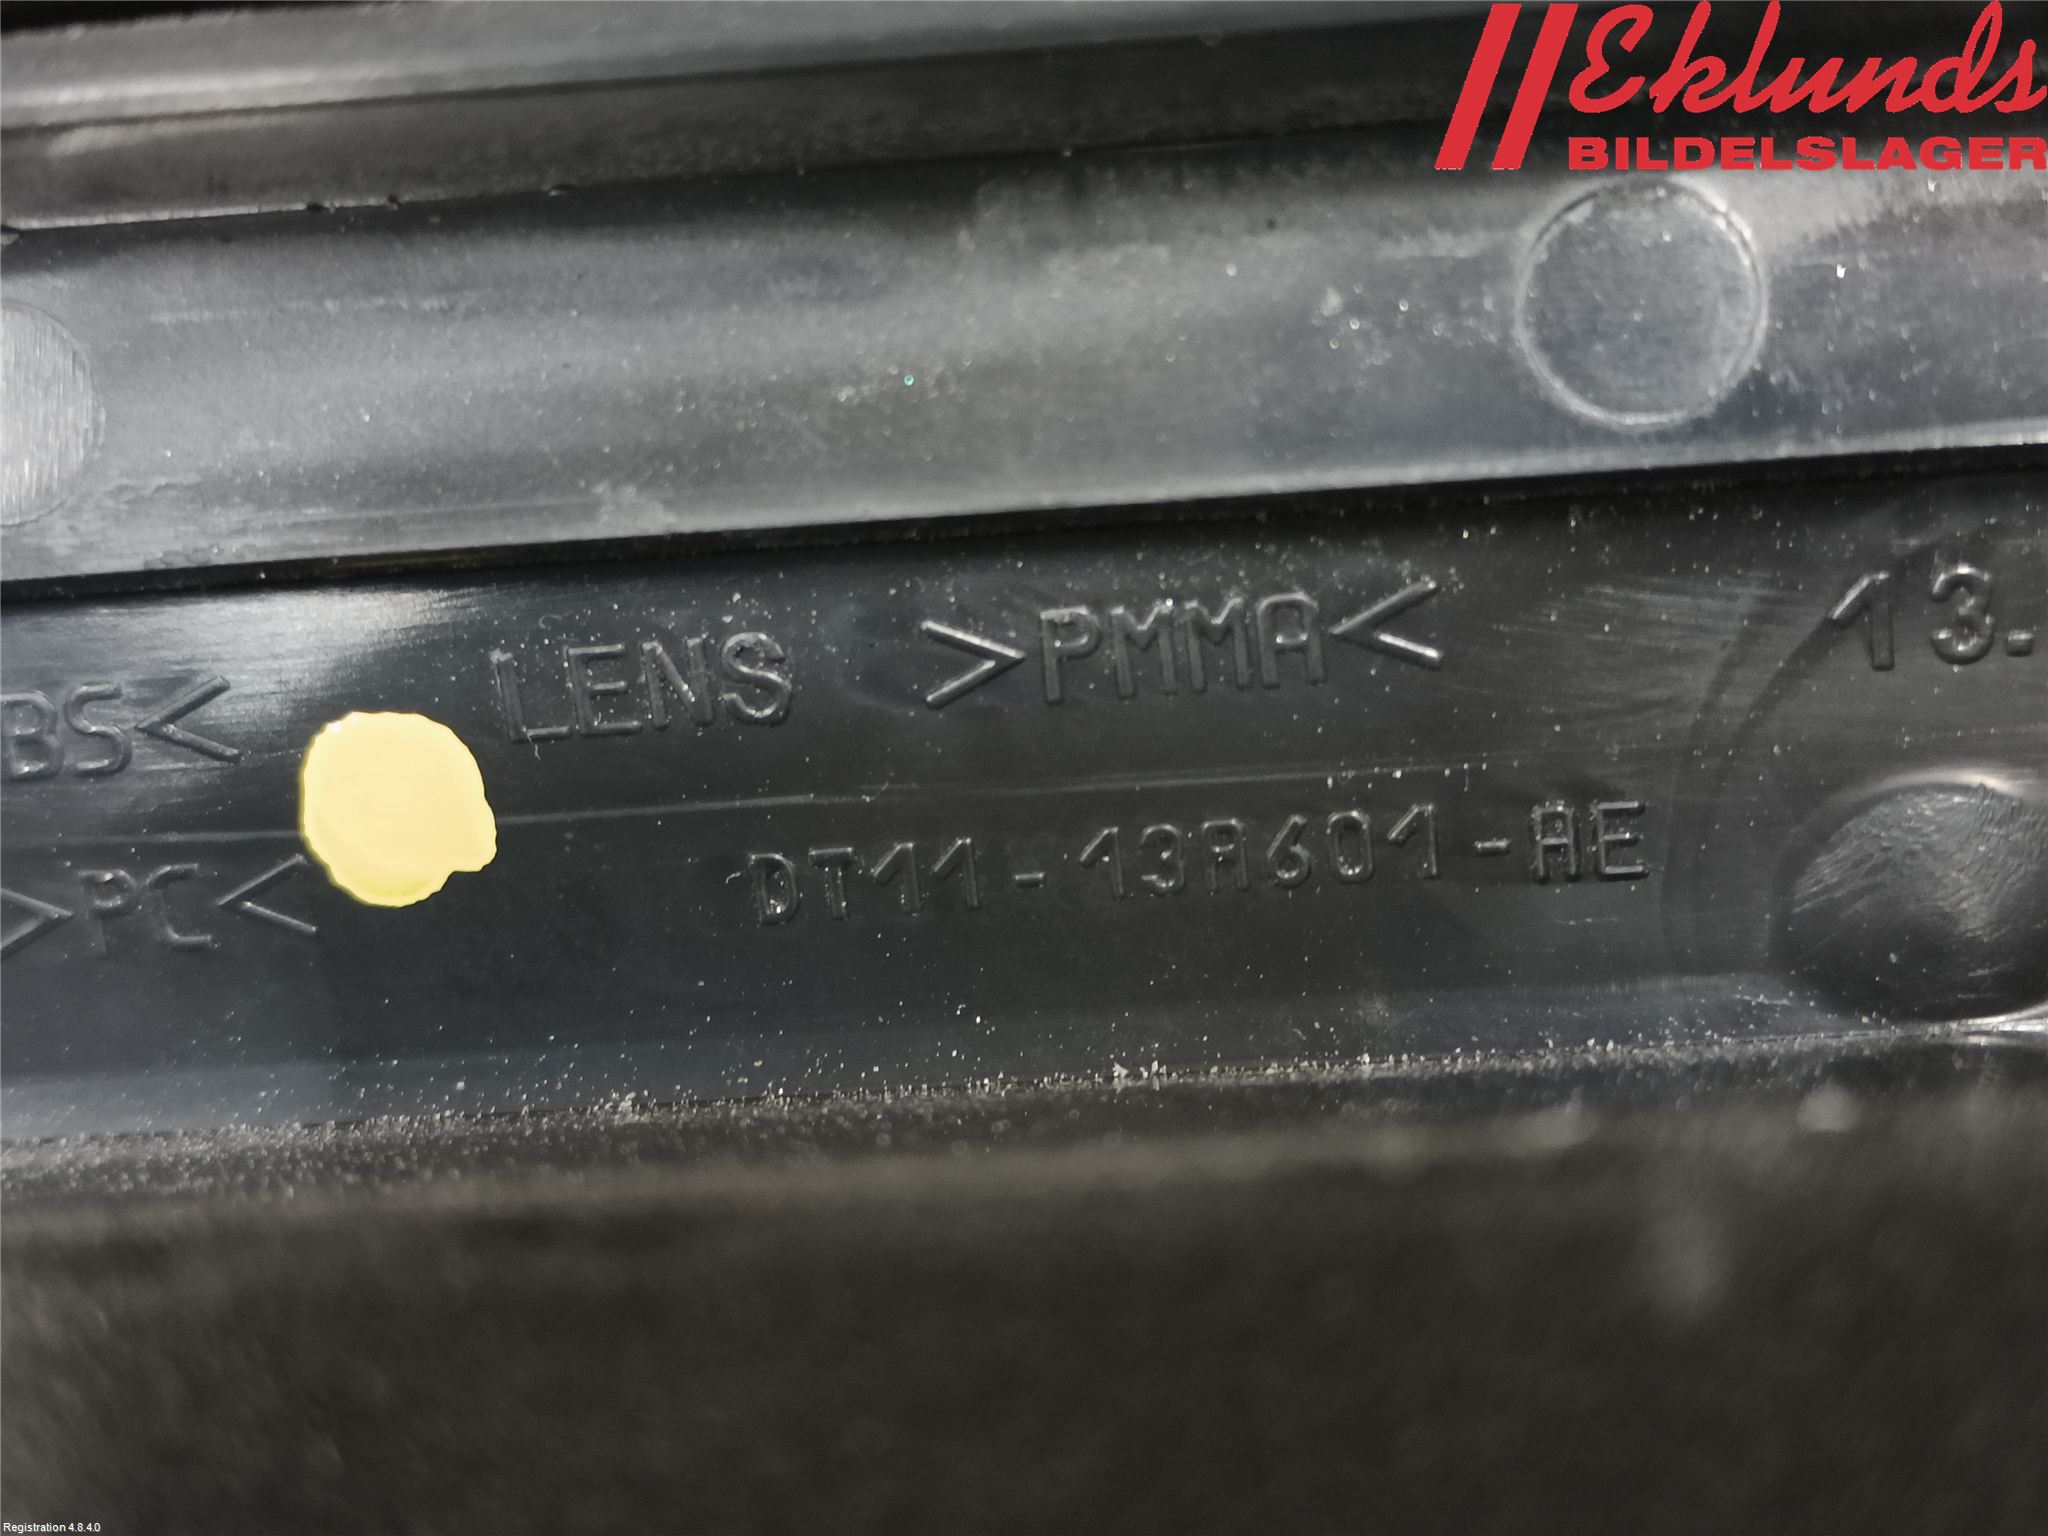 Eklunds
BILDELSLAGER
BS< LENS >PMMA< 13.
>PC< DT11-13A601-AE
Registration 4.8.4.0